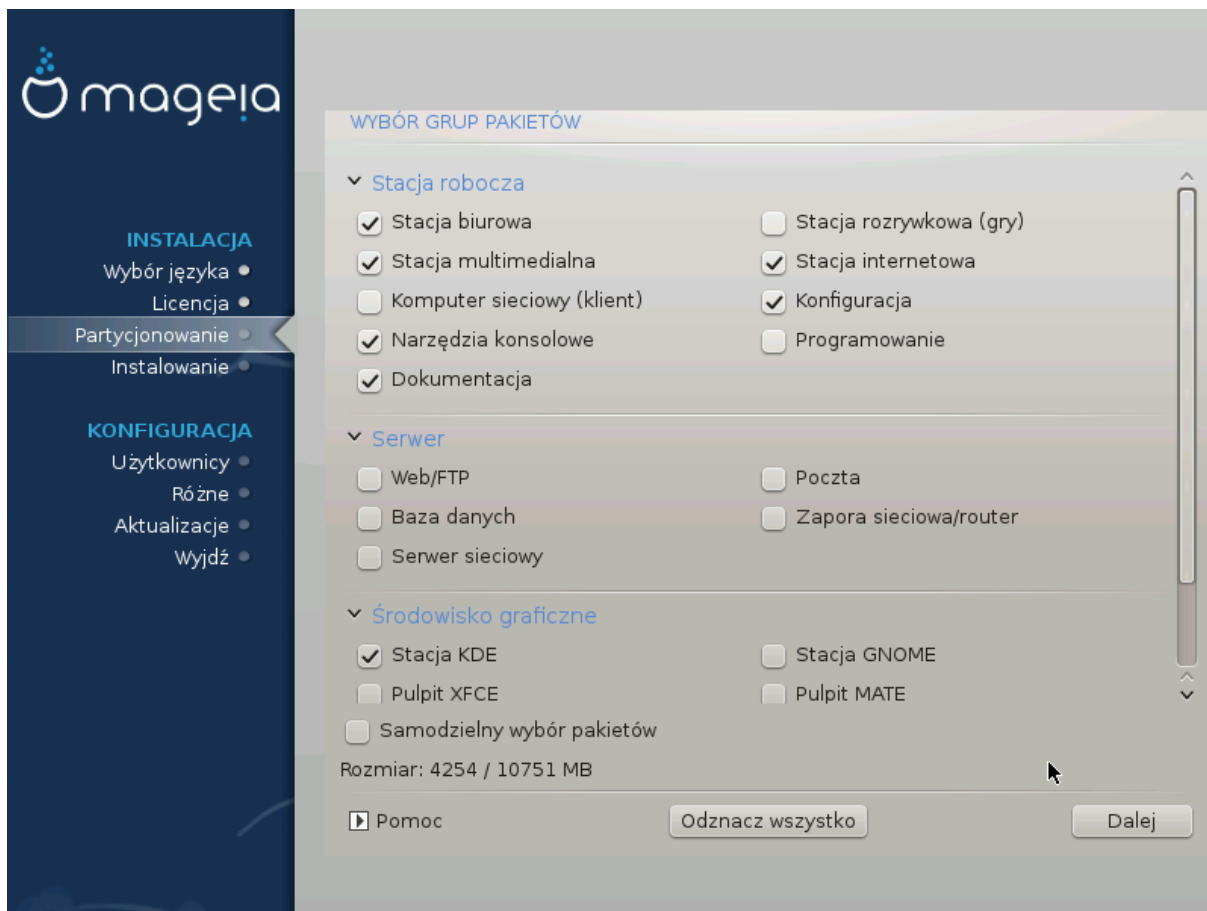 mageia
INSTALACJA
Wybór języka
Licencja
Partycjonowanie
Instalowanie
KONFIGURACJA
Użytkownicy
Różne
Aktualizacje
Wyjdź
WYBÓR GRUP PAKIETÓW
Stacja robocza
Stacja biurowa
Stacja rozrywkowa (gry)
Stacja multimedialna
Stacja internetowa
Komputer sieciowy (klient)
Konfiguracja
Narzędzia konsolowe
Programowanie
Dokumentacja
Serwer
Web/FTP
Poczta
Baza danych
Zapora sieciowa/router
Serwer sieciowy
Środowisko graficzne
Stacja KDE
Stacja GNOME
Pulpit XFCE
Pulpit MATE
Samodzielny wybór pakietów
Rozmiar: 4254 / 10751 MB
Pomoc
Odznacz wszystko
Dalej